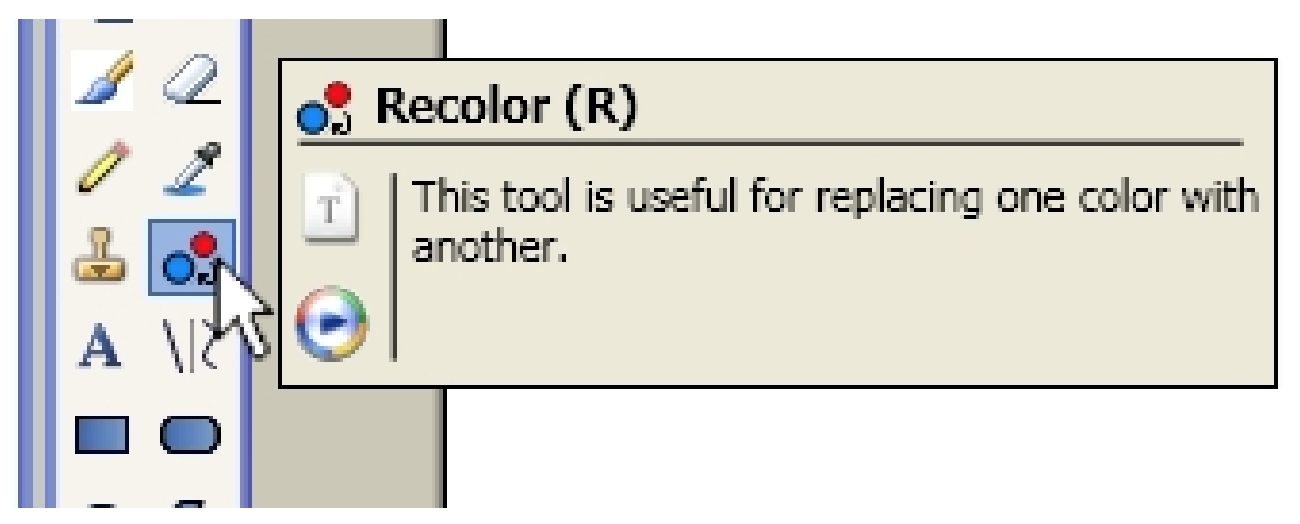 Recolor (R)
T
This tool is useful for replacing one color with
another.
A